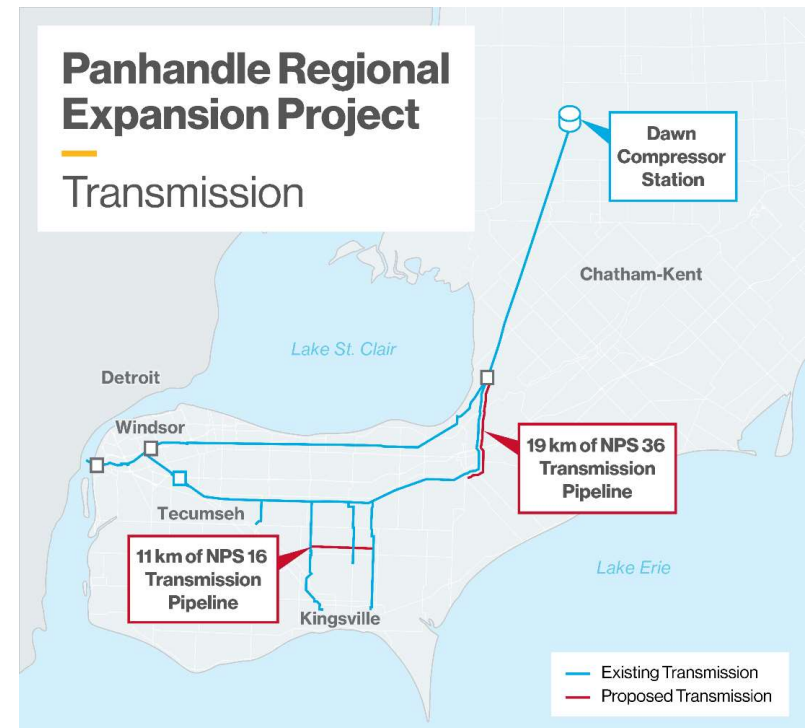 Panhandle Regional
Expansion Project
Transmission
Dawn
Compressor
Station
Chatham-Kent
Lake St. Clair
Detroit
Windsor
19 km of NPS 36
Transmission
Pipeline
Tecumseh
11 km of NPS 16
Transmission
Pipeline
Lake Erie
Kingsville
Existing Transmission
Proposed Transmission